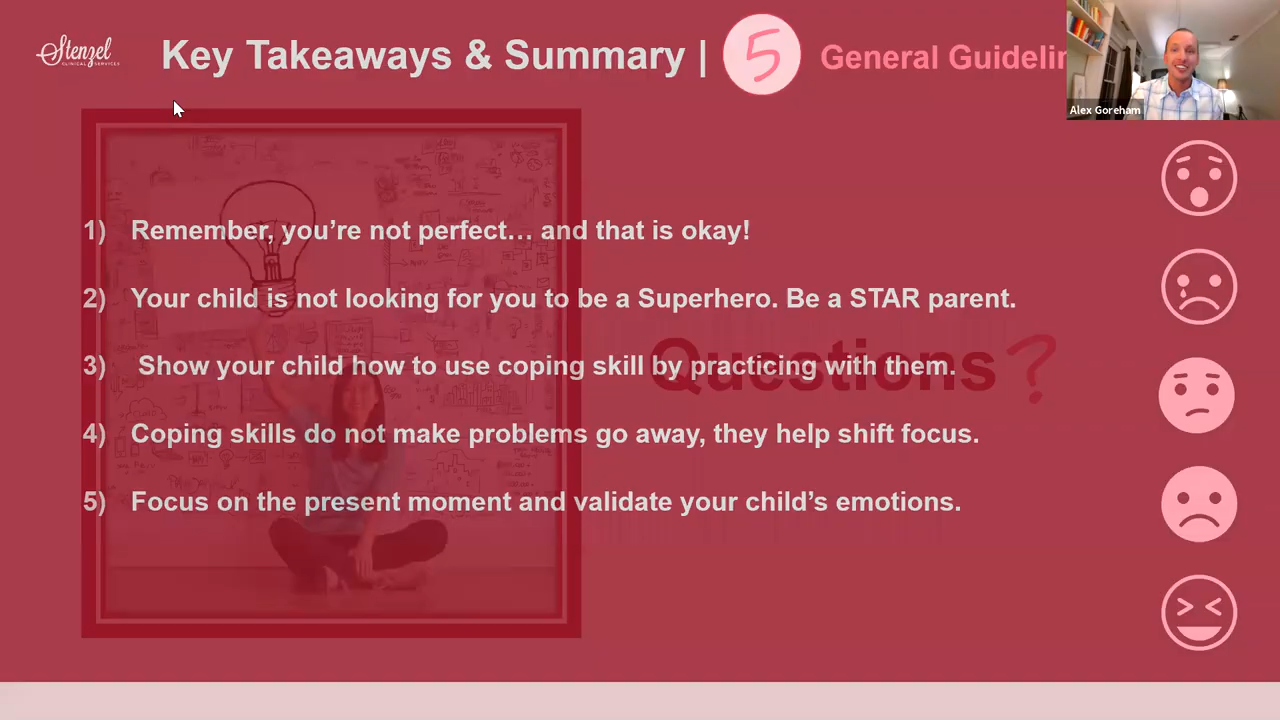 Stenzel
CLINICAL SERVICES
Key Takeaways & Summary | 5 General Guidelin
Alex Goreham
1) Remember, you're not perfect… and that is okay!
2) Your child is not looking for you to be a Superhero. Be a STAR parent.
Questions?
3) Show your child how to use coping skill by practicing with them.
4) Coping skills do not make problems go away, they help shift focus.
5) Focus on the present moment and validate your child's emotions.